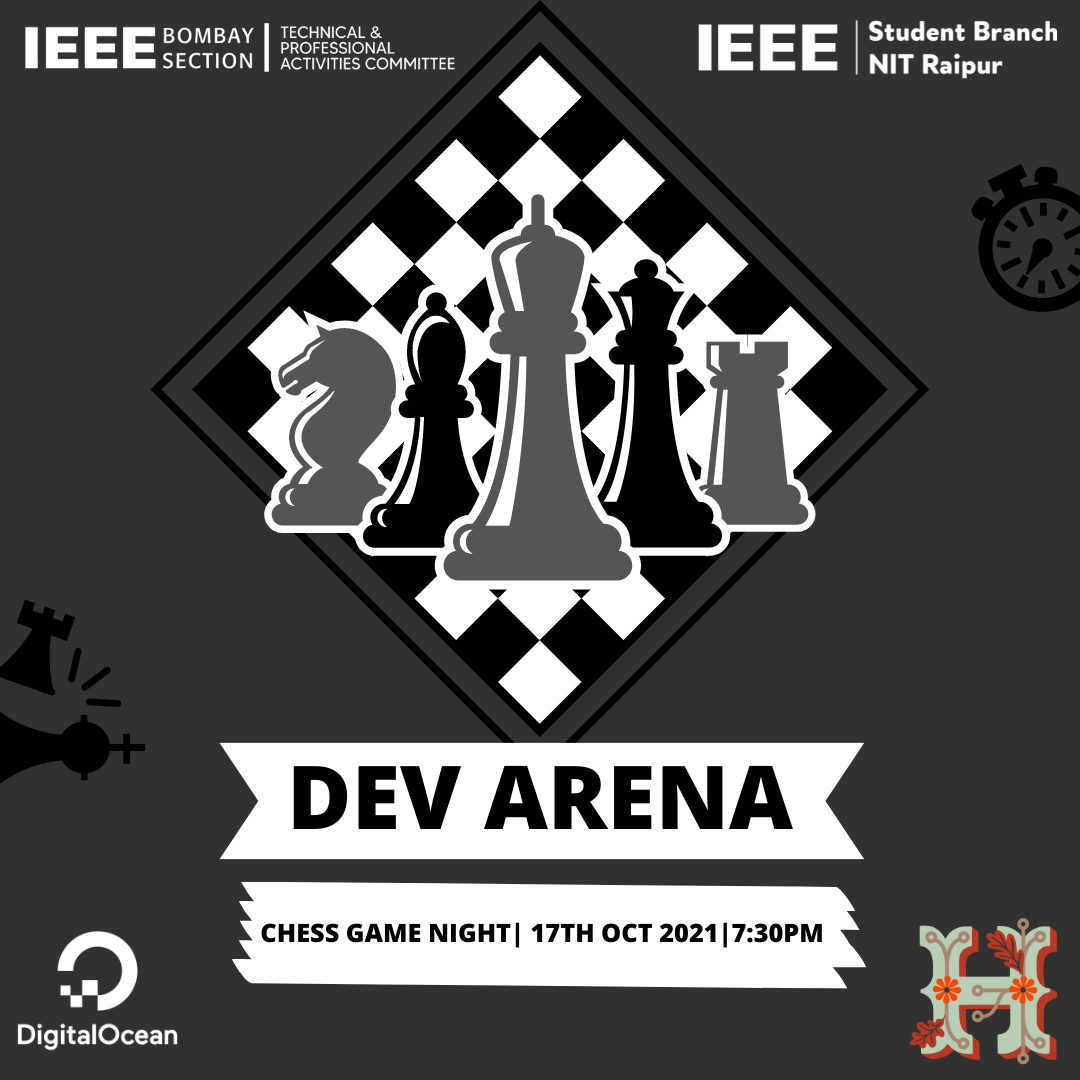 IEEE BOMBAY SECTION
TECHNICAL &
PROFESSIONAL
ACTIVITIES COMMITTEE
IEEE
Student Branch
NIT Raipur
DEV ARENA
CHESS GAME NIGHT| 17TH OCT 2021|7:30PM
DigitalOcean
H